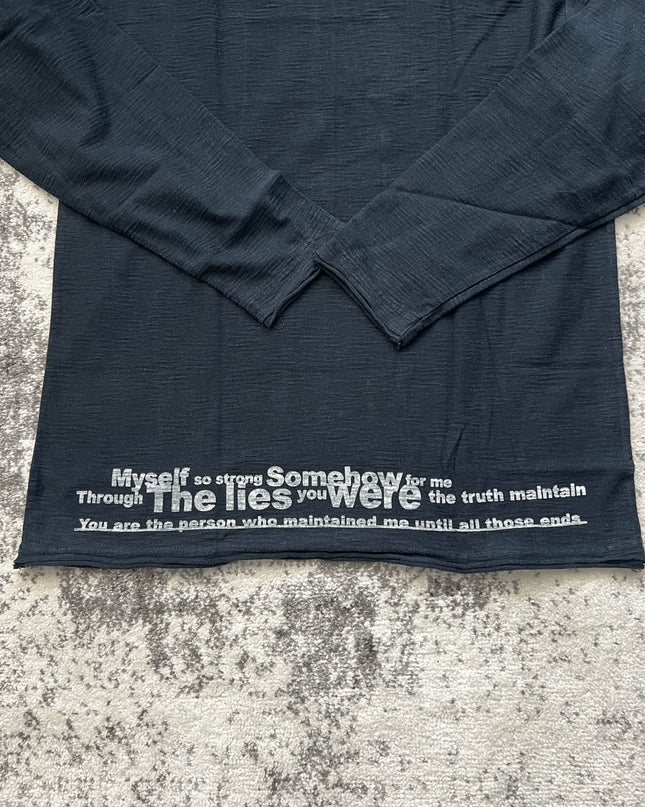 Myself so strong Somehow for me
Through The lies you were the truth maintain
You are the person who maintained me until all those ends